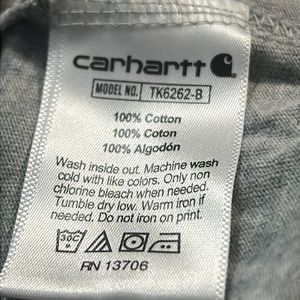 carhartt
MODEL NO. TK6262-B
100% Cotton
100% Coton
100% Algodón
Wash inside out. Machine wash
cold with like colors. Only non
chlorine bleach when needed.
Tumble dry low. Warm iron if
needed. Do not iron on print.
30C
RN 13706